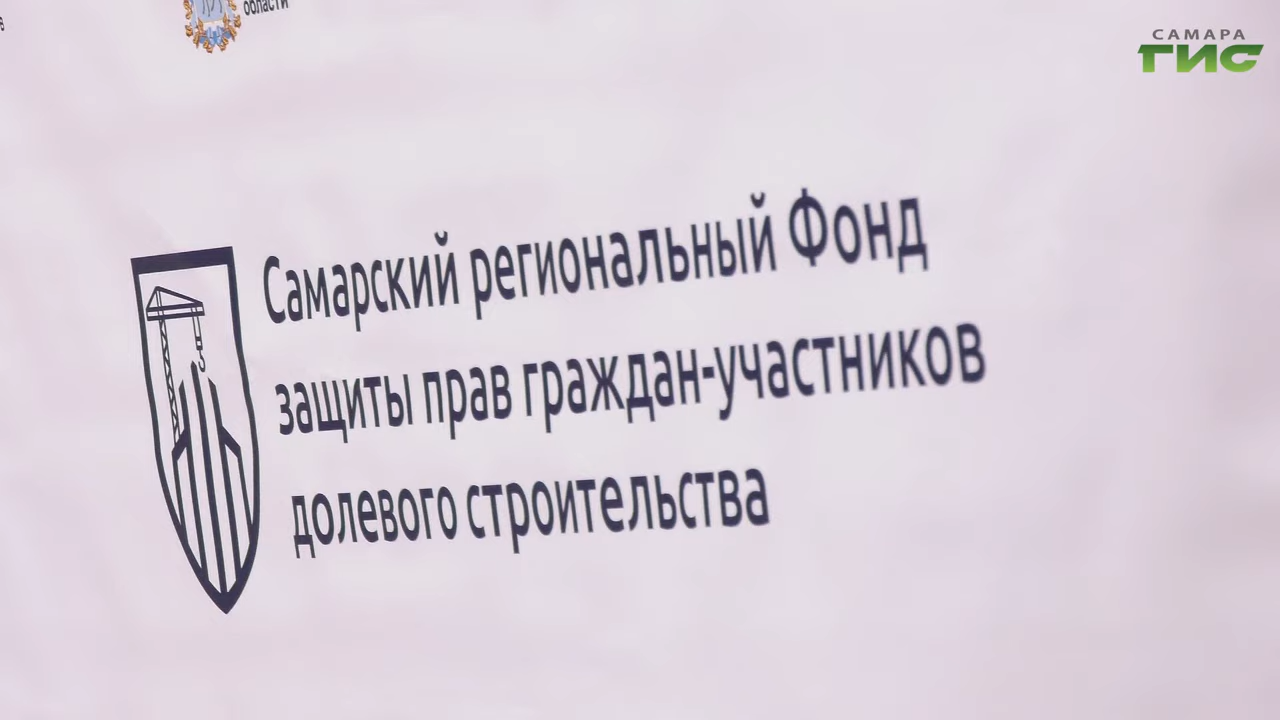 области
САМАРА
ГИС
Самарский региональный Фонд
защиты прав граждан-участников
долевого строительства